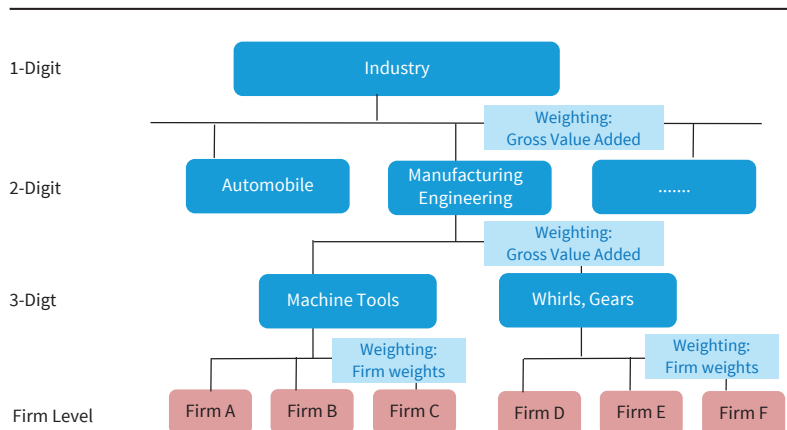 1-Digit
Industry
Weighting:
Gross Value Added
2-Digit
Automobile
Manufacturing
Engineering
.......
Weighting:
Gross Value Added
3-Digt
Machine Tools
Whirls, Gears
Weighting:
Firm weights
Weighting:
Firm weights
Firm Level
Firm A
Firm B
Firm C
Firm D
Firm E
Firm F